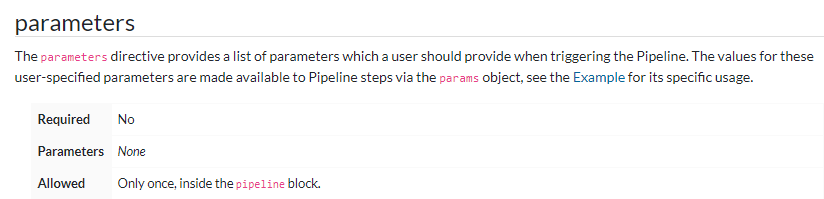 parameters
The parameters directive provides a list of parameters which a user should provide when triggering the Pipeline. The values for these
user-specified parameters are made available to Pipeline steps via the params object, see the Example for its specific usage.
Required No
Parameters None
Allowed Only once, inside the pipeline block.